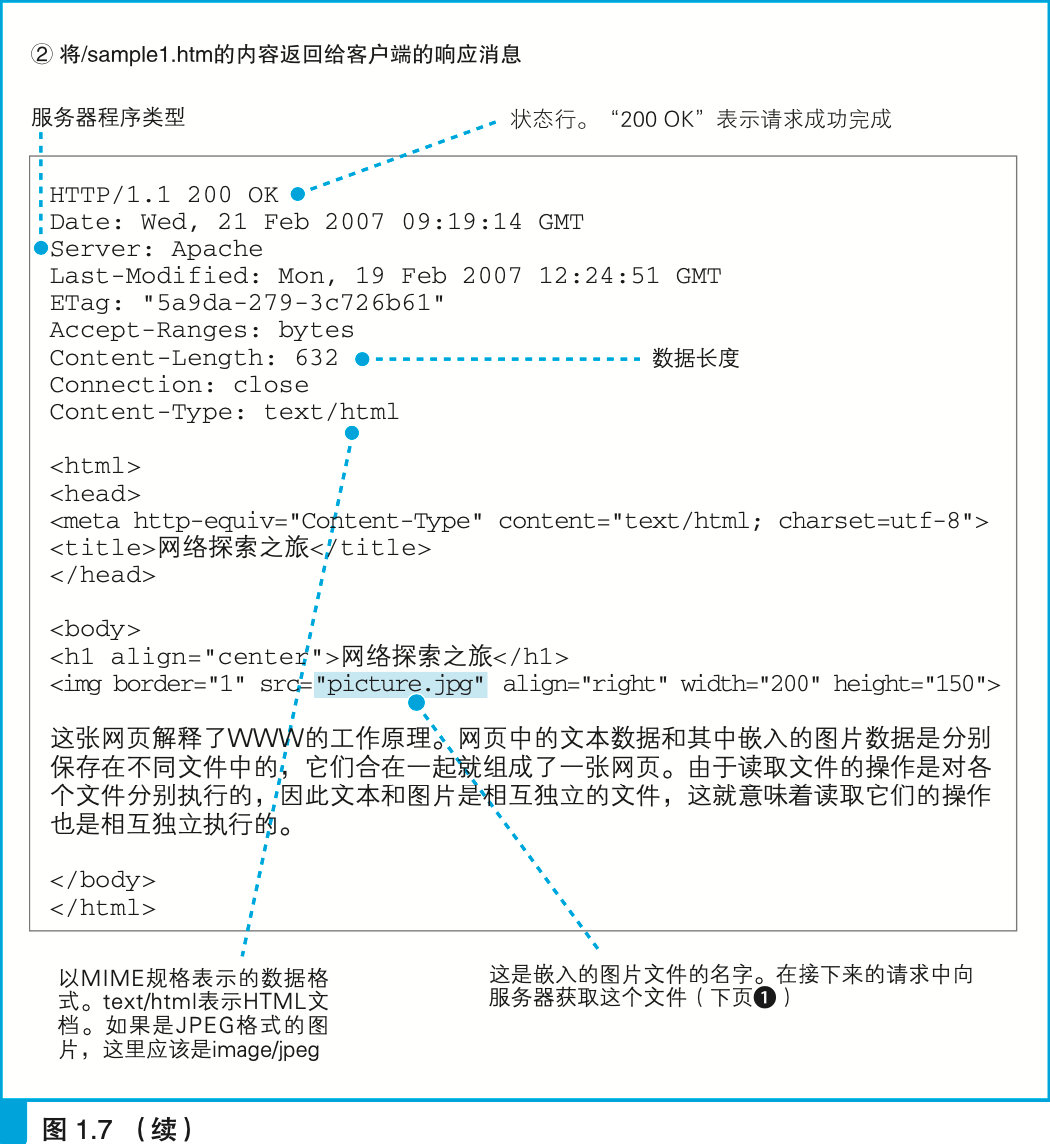 ② 将/sample1.htm的内容返回给客户端的响应消息
服务器程序类型
状态行。“200 OK”表示请求成功完成
HTTP/1.1 200 OK
Date: Wed, 21 Feb 2007 09:19:14 GMT
Server: Apache
Last-Modified: Mon, 19 Feb 2007 12:24:51 GMT
ETag: "5a9da-279-3c726b61"
Accept-Ranges: bytes
Content-Length: 632
数据长度
Connection: close
Content-Type: text/html
<html>
<head>
<meta http-equiv="Content-Type" content="text/html; charset=utf-8">
<title>网络探索之旅</title>
</head>
<body>
<h1 align="center">网络探索之旅</h1>
<img border="1" src="picture.jpg" align="right" width="200" height="150">
这张网页解释了WWW的工作原理。网页中的文本数据和其中嵌入的图片数据是分别
保存在不同文件中的，它们合在一起就组成了一张网页。由于读取文件的操作是对各
个文件分别执行的，因此文本和图片是相互独立的文件，这就意味着读取它们的操作
也是相互独立执行的。
</body>
</html>
以MIME规格表示的数据格
式。text/html表示HTML文
档。如果是JPEG格式的图
片，这里应该是image/jpeg
这是嵌入的图片文件的名字。在接下来的请求中向
服务器获取这个文件（下页❶）
图 1.7 （续）